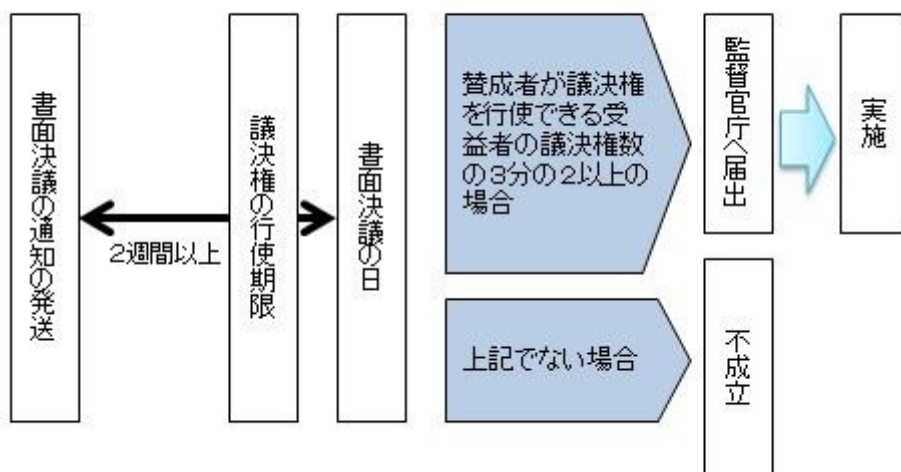 書面決議の通知の発送
2週間以上
議決権の行使期限
書面決議の日
賛成者が議決権
を行使できる受
益者の議決権数
の3分の2以上の
場合
監督官庁へ届出
実施
上記でない場合
不成立